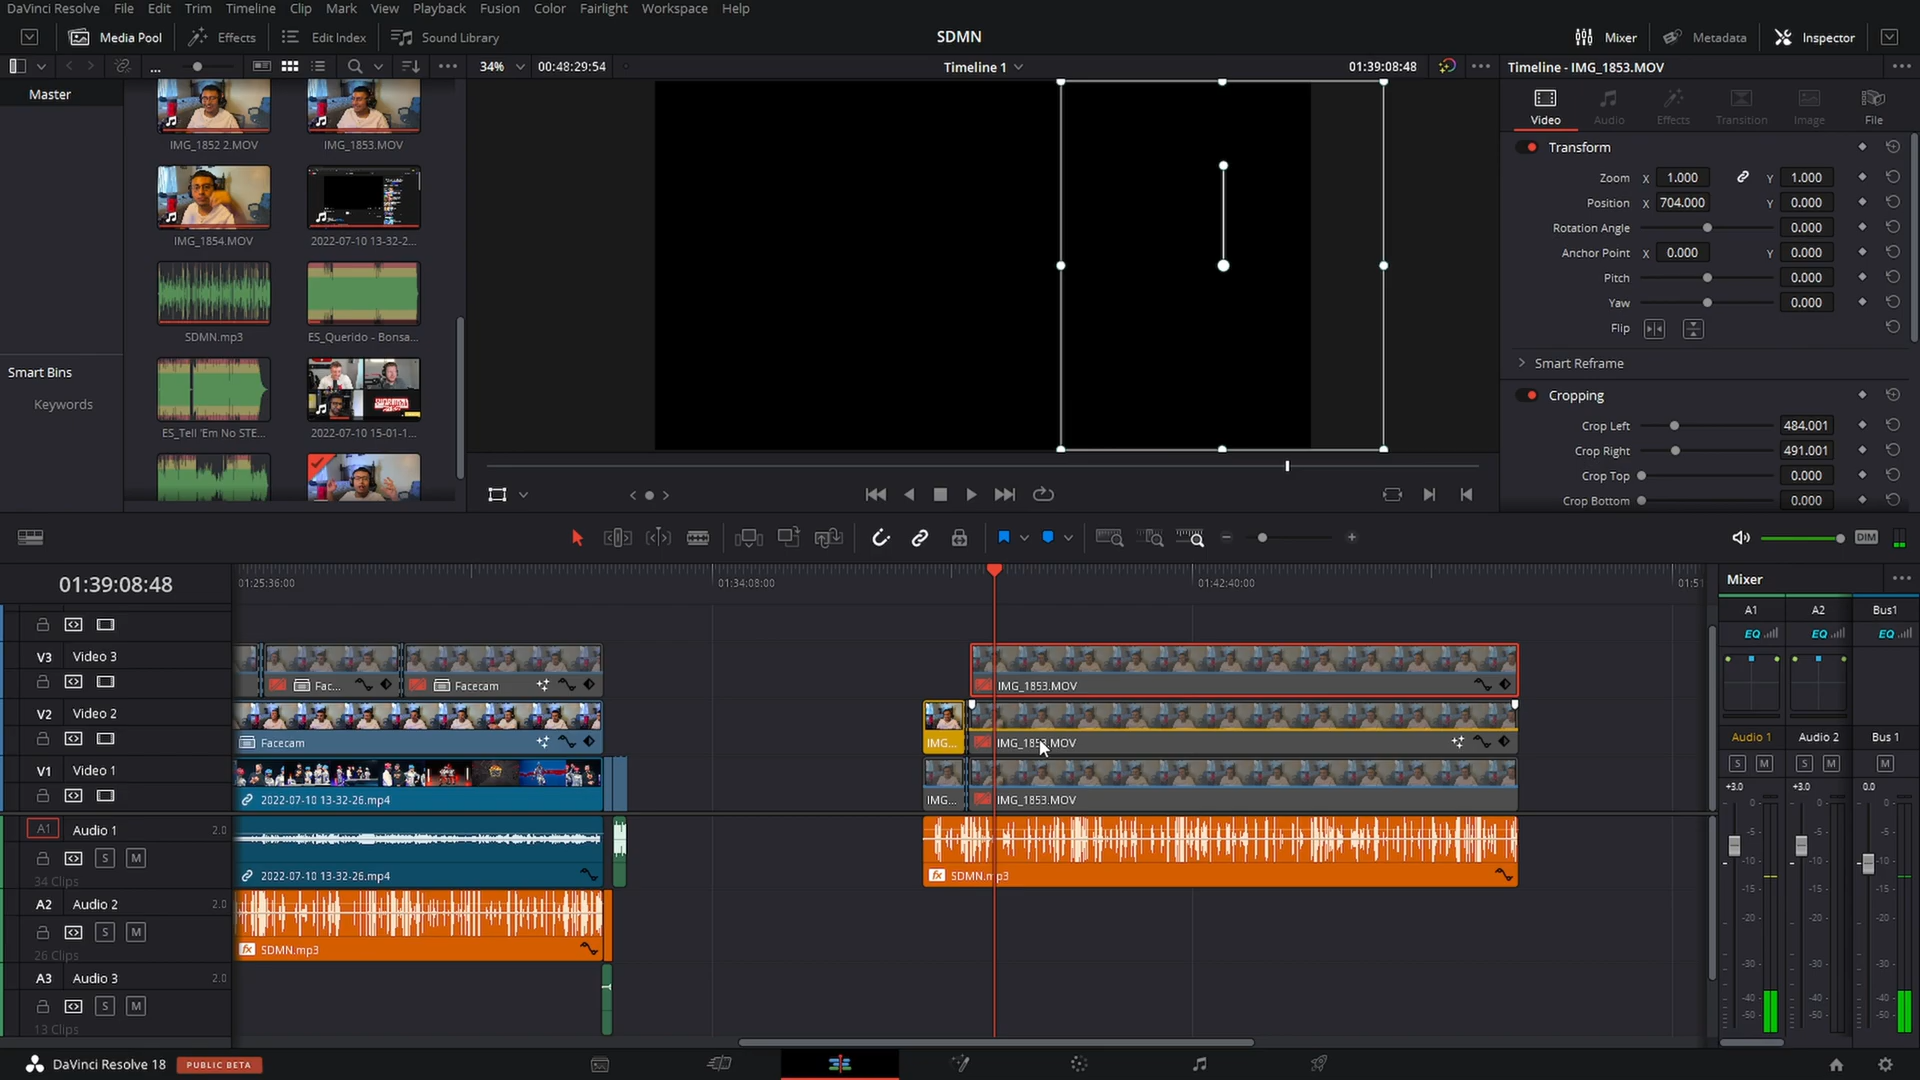 DaVinci Resolve File Edit Trim Timeline Clip Mark View Playback Fusion Color Fairlight Workspace Help
Media Pool Effects Edit Index Sound Library SDMN Mixer Metadata Inspector
... 34% 00:48:29:54 Timeline 1 01:39:08:48 Timeline - IMG_1853.MOV
Master
Video Audio Effects Transition Image File
IMG_1852 2.MOV IMG_1853.MOV
Transform
Zoom X 1.000 Y 1.000
Position X 704.000 Y 0.000
Rotation Angle 0.000
IMG_1854.MOV 2022-07-10 13-32-2...
Anchor Point X 0.000 Y 0.000
Pitch 0.000
Yaw 0.000
Flip
SDMN.mp3 ES_Querido - Bonsa...
Smart Reframe
Smart Bins
Keywords
Cropping
Crop Left 484.001
ES_Tell 'Em No STE... 2022-07-10 15-01-1...
Crop Right 491.001
Crop Top 0.000
Crop Bottom 0.000
DIM
01:39:08:48 01:25:36:00 01:34:08:00 01:42:40:00 01:51
Mixer
A1 A2 Bus1
EQ EQ EQ
V3 Video 3
Fac... Facecam IMG_1853.MOV
V2 Video 2
Facecam IMG... IMG_1853.MOV
Audio 1 Audio 2 Bus 1
S M S M M
V1 Video 1
2022-07-10 13-32-26.mp4 IMG... IMG_1853.MOV
+3.0 +3.0 0.0
A1 Audio 1 2.0
S M
34 Clips 2022-07-10 13-32-26.mp4 SDMN.mp3
A2 Audio 2 2.0
S M
26 Clips SDMN.mp3
A3 Audio 3 2.0
S M
13 Clips
0 0 0
-5 -5 -5
-10 -10 -10
-15 -15 -15
-20 -20 -20
-30 -30 -30
-40 -40 -40
-50 -50 -50
DaVinci Resolve 18 PUBLIC BETA